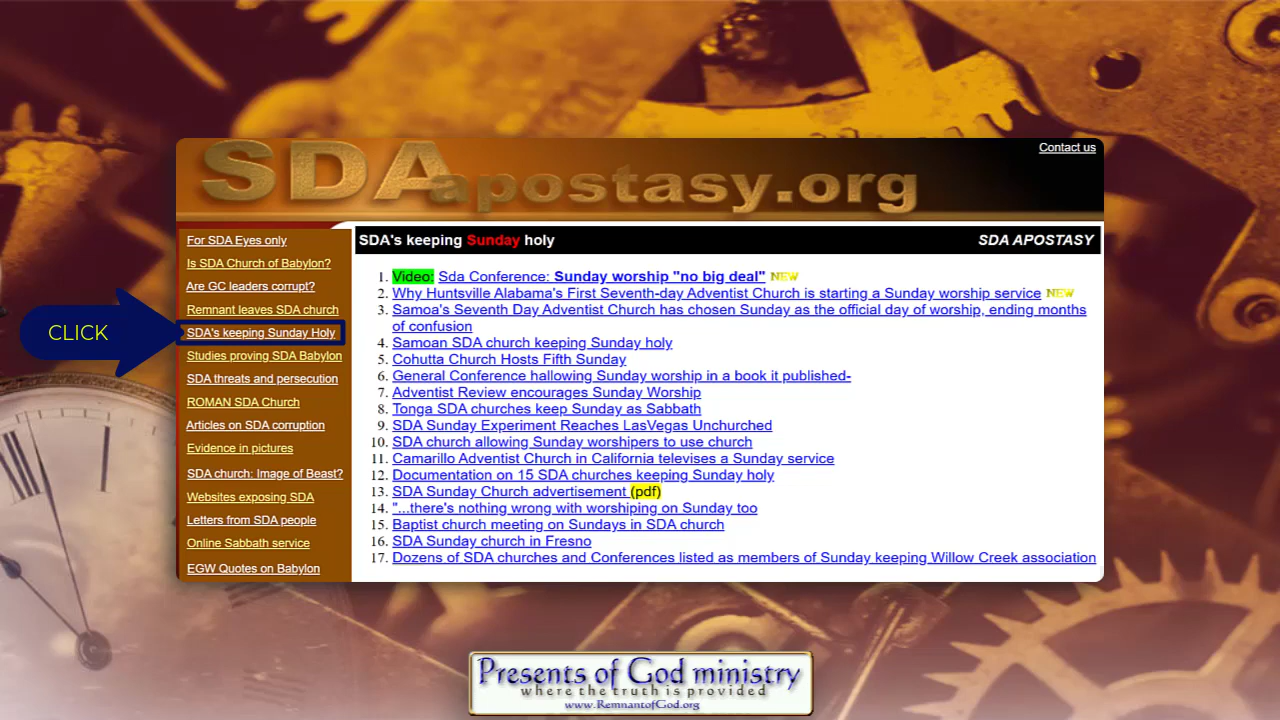 SDA apostasy.org
Contact us
For SDA Eyes only
Is SDA Church of Babylon?
Are GC leaders corrupt?
Remnant leaves SDA church
CLICK
SDA's keeping Sunday Holy
Studies proving SDA Babylon
SDA threats and persecution
ROMAN SDA Church
Articles on SDA corruption
Evidence in pictures
SDA church: Image of Beast?
Websites exposing SDA
Letters from SDA people
Online Sabbath service
EGW Quotes on Babylon
SDA's keeping Sunday holy
SDA APOSTASY
1. Video: Sda Conference: Sunday worship "no big deal" NEW
2. Why Huntsville Alabama's First Seventh-day Adventist Church is starting a Sunday worship service NEW
3. Samoa's Seventh Day Adventist Church has chosen Sunday as the official day of worship, ending months
of confusion
4. Samoan SDA church keeping Sunday holy
5. Cohutta Church Hosts Fifth Sunday
6. General Conference hallowing Sunday worship in a book it published-
7. Adventist Review encourages Sunday Worship
8. Tonga SDA churches keep Sunday as Sabbath
9. SDA Sunday Experiment Reaches LasVegas Unchurched
10. SDA church allowing Sunday worshipers to use church
11. Camarillo Adventist Church in California televises a Sunday service
12. Documentation on 15 SDA churches keeping Sunday holy
13. SDA Sunday Church advertisement (pdf)
14. "...there's nothing wrong with worshiping on Sunday too
15. Baptist church meeting on Sundays in SDA church
16. SDA Sunday church in Fresno
17. Dozens of SDA churches and Conferences listed as members of Sunday keeping Willow Creek association
Presents of God ministry
where the truth is provided
www.RemnantofGod.org